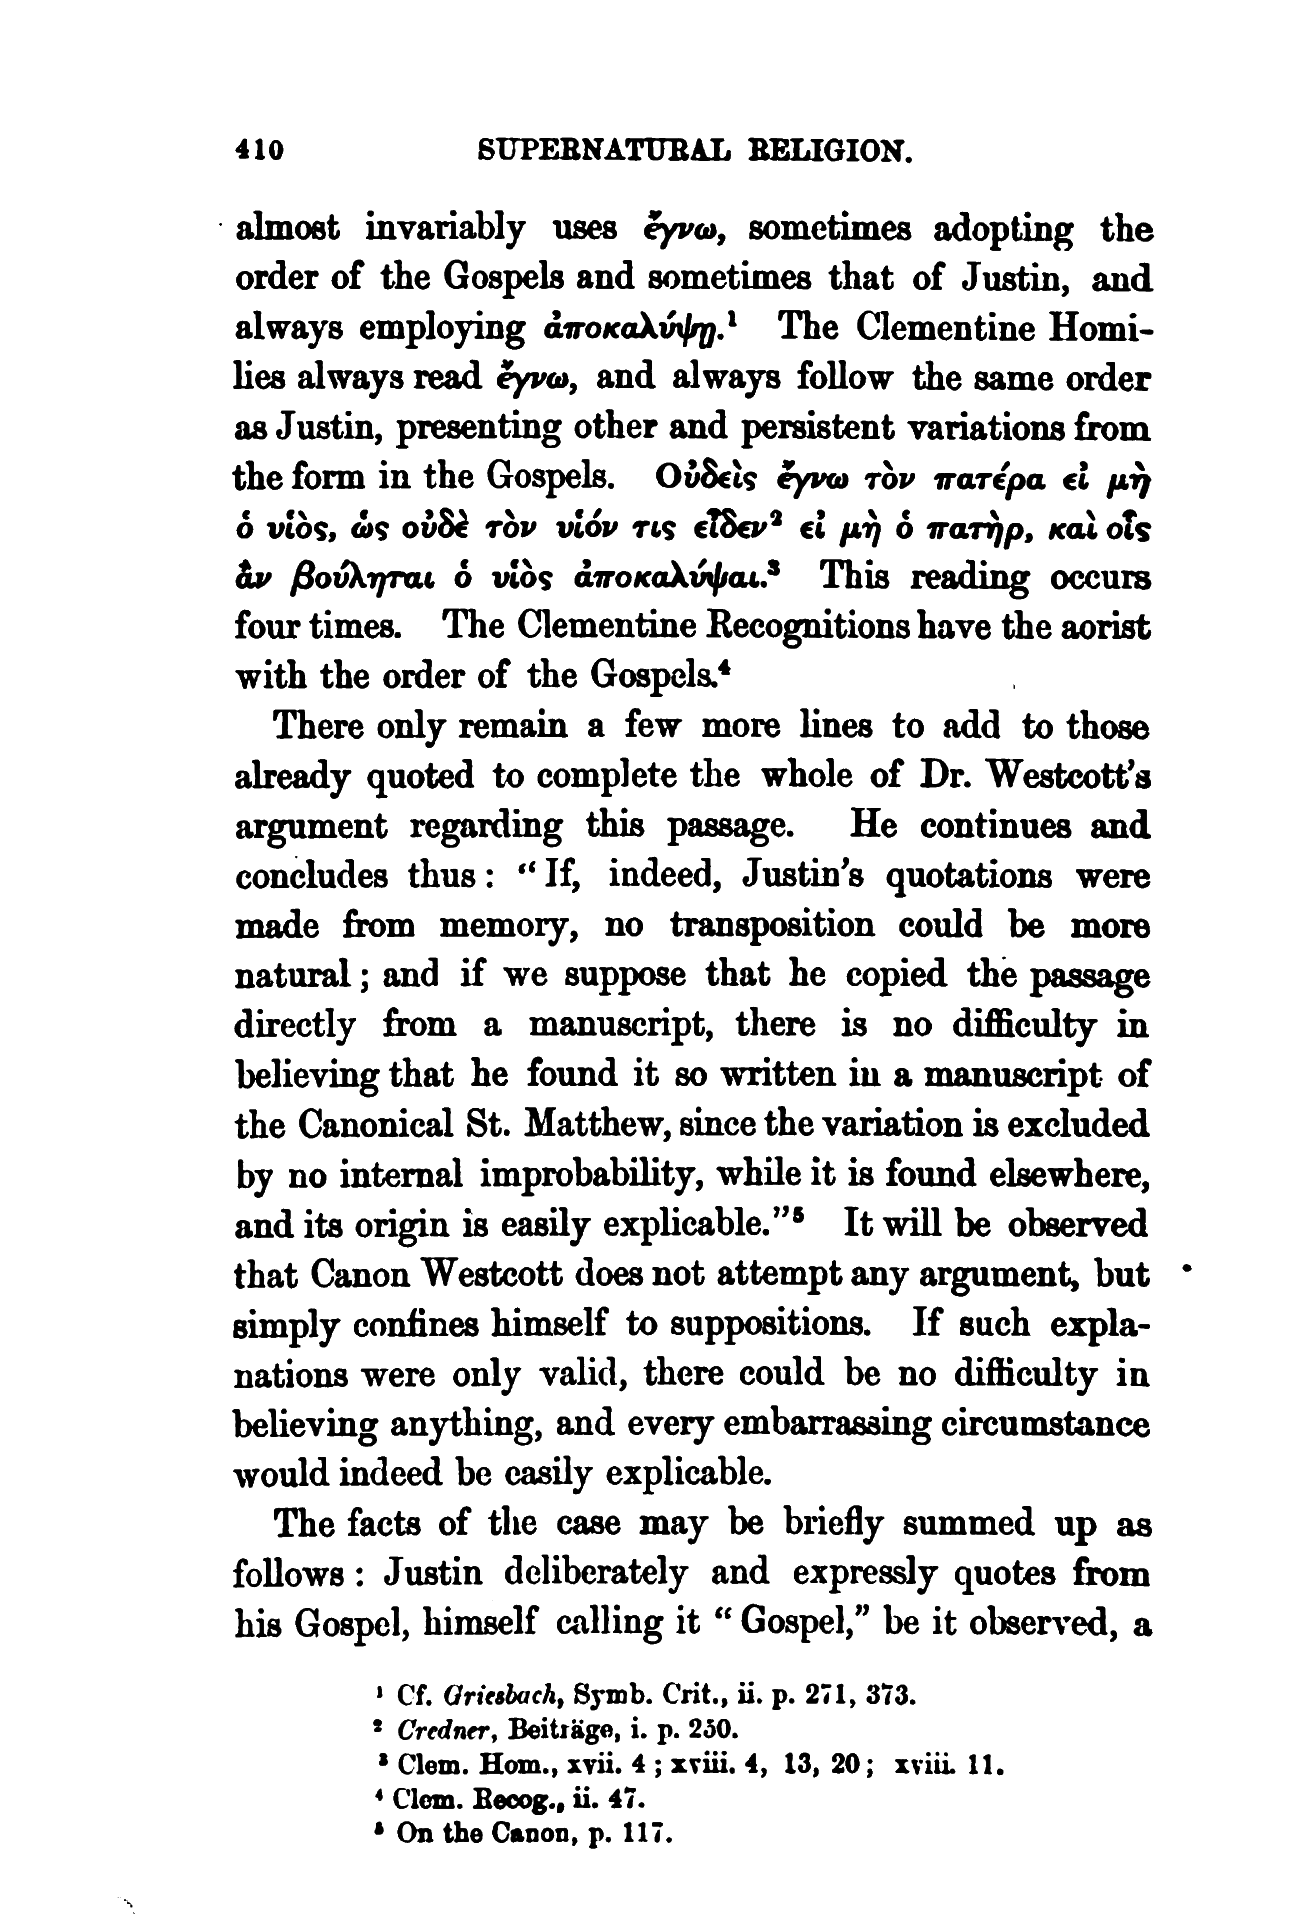 410 SUPERNATURAL RELIGION.
almost invariably uses ἔγνω, sometimes adopting the
order of the Gospels and sometimes that of Justin, and
always employing ἀποκαλύψῃ.¹ The Clementine Homi-
lies always read ἔγνω, and always follow the same order
as Justin, presenting other and persistent variations from
the form in the Gospels. Οὐδεὶς ἔγνω τὸν πατέρα εἰ μὴ
ὁ υἱὸς, ὡς οὐδὲ τὸν υἱόν τις εἶδεν² εἰ μὴ ὁ πατὴρ, καὶ οἷς
ἂν βούληται ὁ υἱὸς ἀποκαλύψαι.³ This reading occurs
four times. The Clementine Recognitions have the aorist
with the order of the Gospels.⁴
There only remain a few more lines to add to those
already quoted to complete the whole of Dr. Westcott's
argument regarding this passage. He continues and
concludes thus : “ If, indeed, Justin's quotations were
made from memory, no transposition could be more
natural ; and if we suppose that he copied the passage
directly from a manuscript, there is no difficulty in
believing that he found it so written in a manuscript of
the Canonical St. Matthew, since the variation is excluded
by no internal improbability, while it is found elsewhere,
and its origin is easily explicable.”⁵ It will be observed
that Canon Westcott does not attempt any argument, but
simply confines himself to suppositions. If such expla-
nations were only valid, there could be no difficulty in
believing anything, and every embarrassing circumstance
would indeed be easily explicable.
The facts of the case may be briefly summed up as
follows : Justin deliberately and expressly quotes from
his Gospel, himself calling it “ Gospel,” be it observed, a
¹ Cf. Griesbach, Symb. Crit., ii. p. 271, 373.
² Credner, Beiträge, i. p. 250.
³ Clem. Hom., xvii. 4 ; xviii. 4, 13, 20 ; xviii. 11.
⁴ Clem. Recog., ii. 47.
⁵ On the Canon, p. 117.